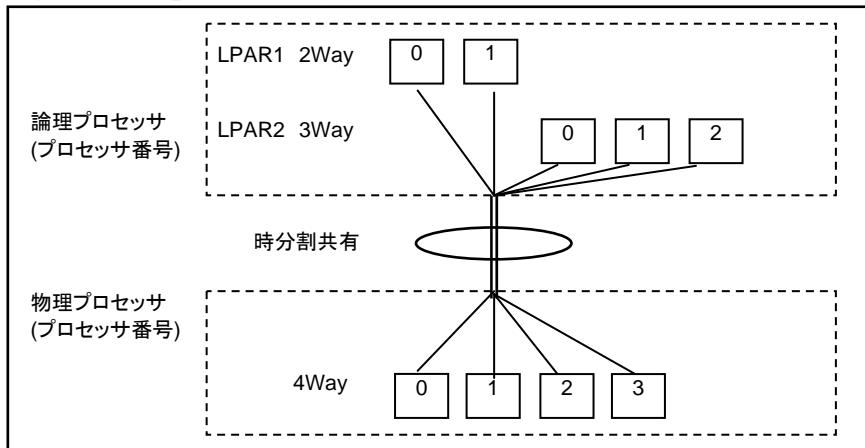 LPAR1 2Way 0 1
論理プロセッサ
(プロセッサ番号)
LPAR2 3Way 0 1 2
時分割共有
物理プロセッサ
(プロセッサ番号)
4Way 0 1 2 3